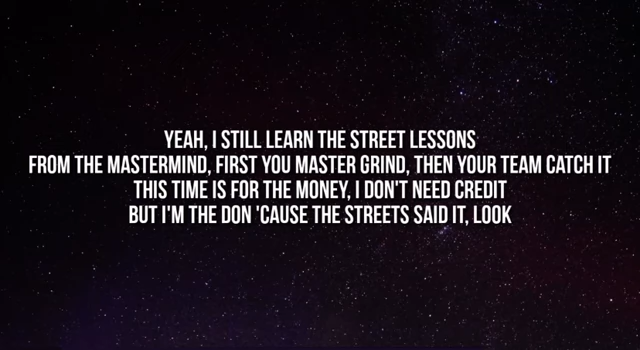 YEAH, I STILL LEARN THE STREET LESSONS
FROM THE MASTERMIND, FIRST YOU MASTER GRIND, THEN YOUR TEAM CATCH IT
THIS TIME IS FOR THE MONEY, I DON'T NEED CREDIT
BUT I'M THE DON 'CAUSE THE STREETS SAID IT, LOOK